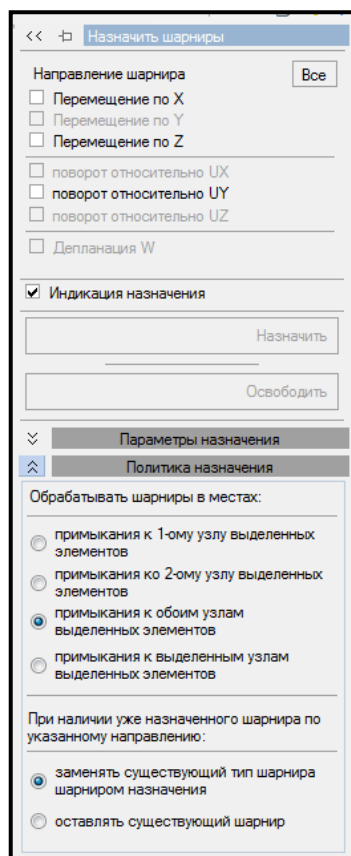 << Назначить шарниры
Направление шарнира Все
Перемещение по X
Перемещение по Y
Перемещение по Z
поворот относительно UX
поворот относительно UY
поворот относительно UZ
Депланация W
Индикация назначения
Назначить
Освободить
Параметры назначения
Политика назначения
Обрабатывать шарниры в местах:
примыкания к 1-ому узлу выделенных
элементов
примыкания ко 2-ому узлу выделенных
элементов
примыкания к обоим узлам
выделенных элементов
примыкания к выделенным узлам
выделенных элементов
При наличии уже назначенного шарнира по
указанному направлению:
заменять существующий тип шарнира
шарниром назначения
оставлять существующий шарнир